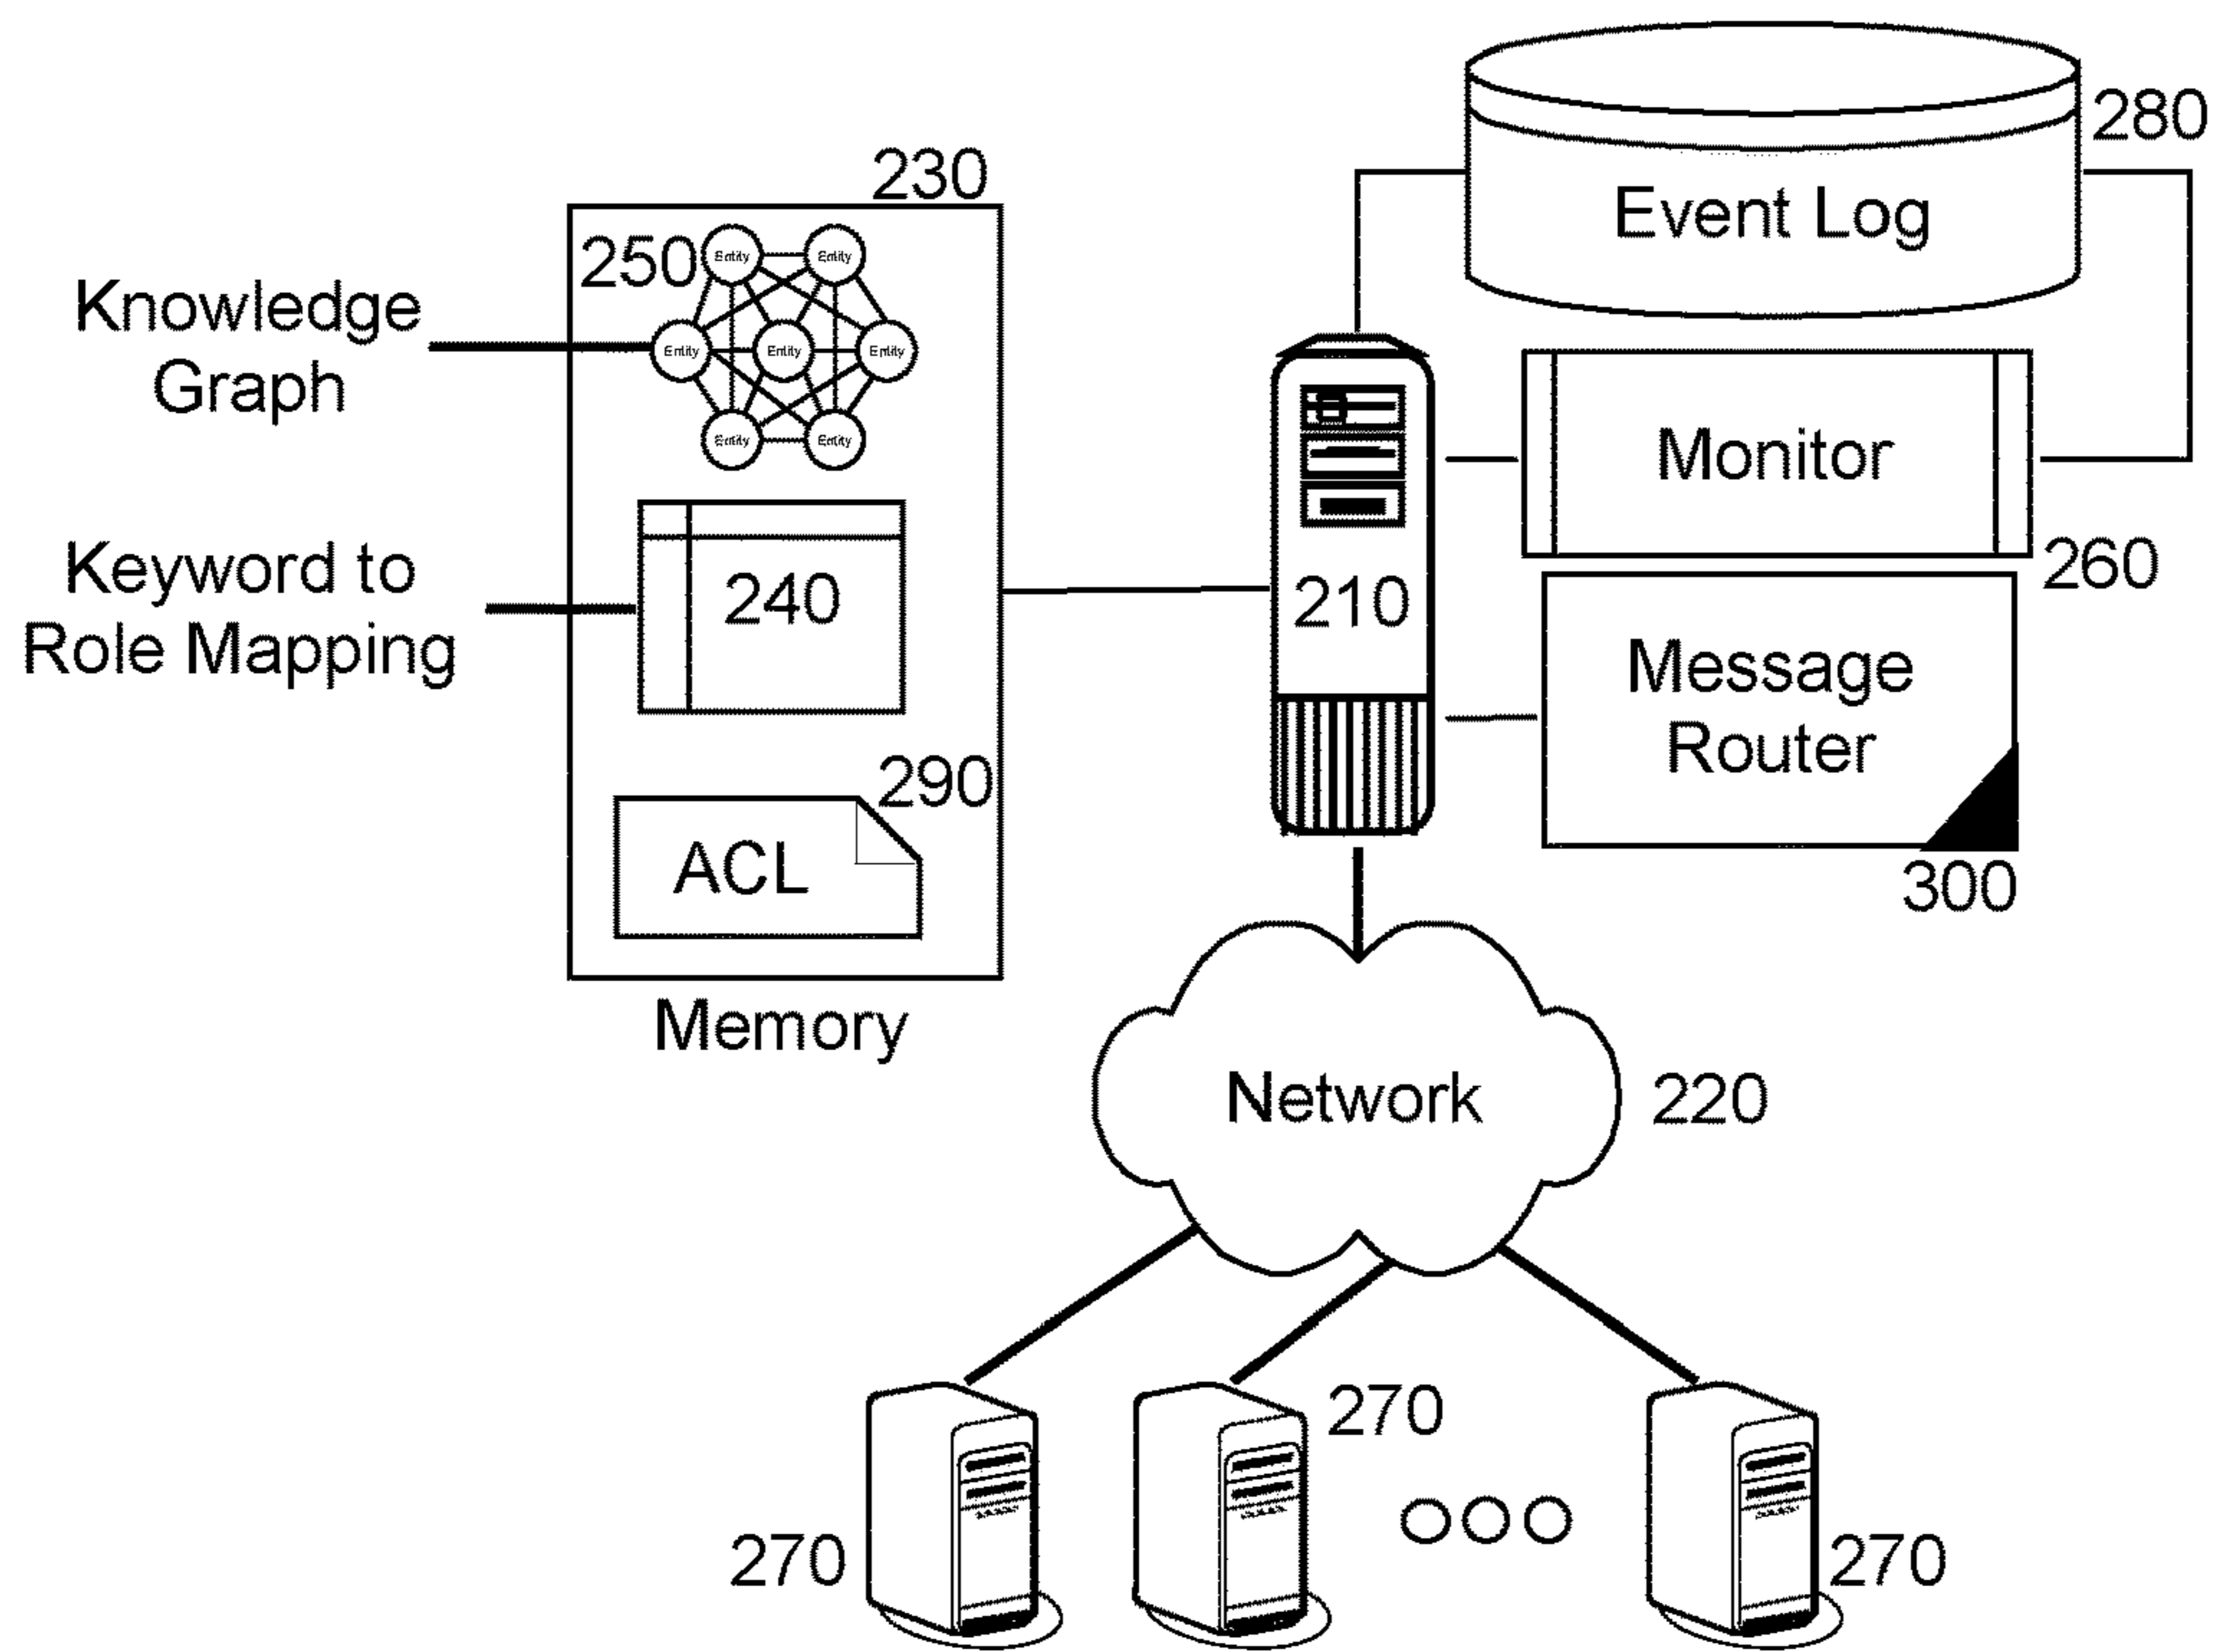 280
Event Log
230
250
Entity
Entity
Knowledge
Graph
Entity
Entity
Entity
Entity
Entity
Monitor
260
Keyword to
Role Mapping
240
210
Message
Router
300
290
ACL
Memory
Network
220
270
270
270